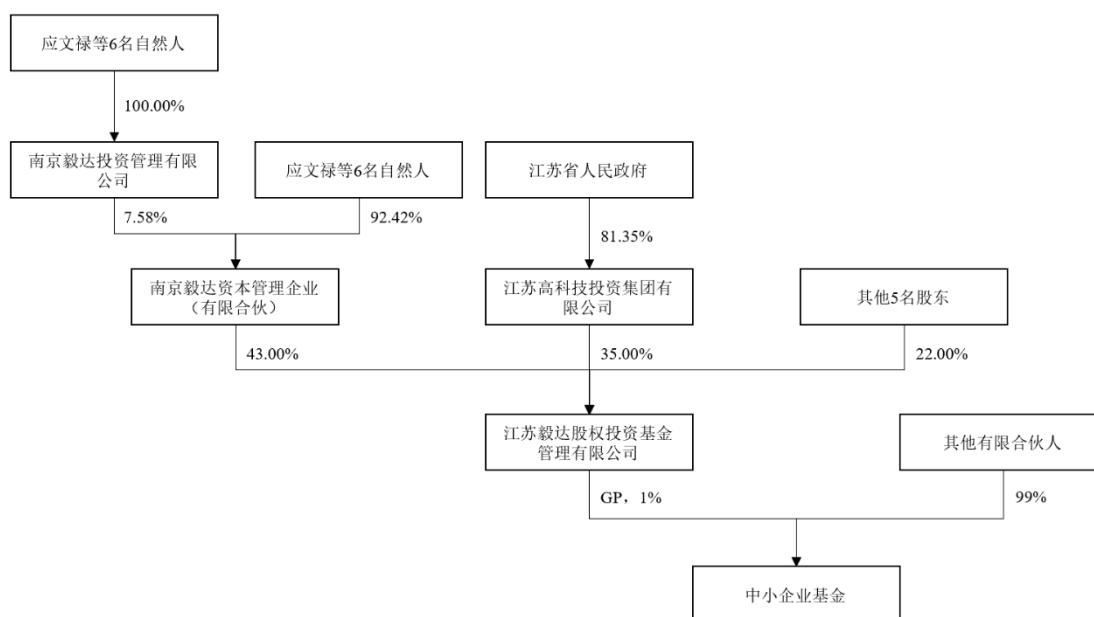 应文禄等6名自然人
100.00%
南京毅达投资管理有限
公司
应文禄等6名自然人
江苏省人民政府
7.58%
92.42%
81.35%
南京毅达资本管理企业
（有限合伙）
江苏高科技投资集团有
限公司
其他5名股东
43.00%
35.00%
22.00%
江苏毅达股权投资基金
管理有限公司
其他有限合伙人
GP，1%
99%
中小企业基金